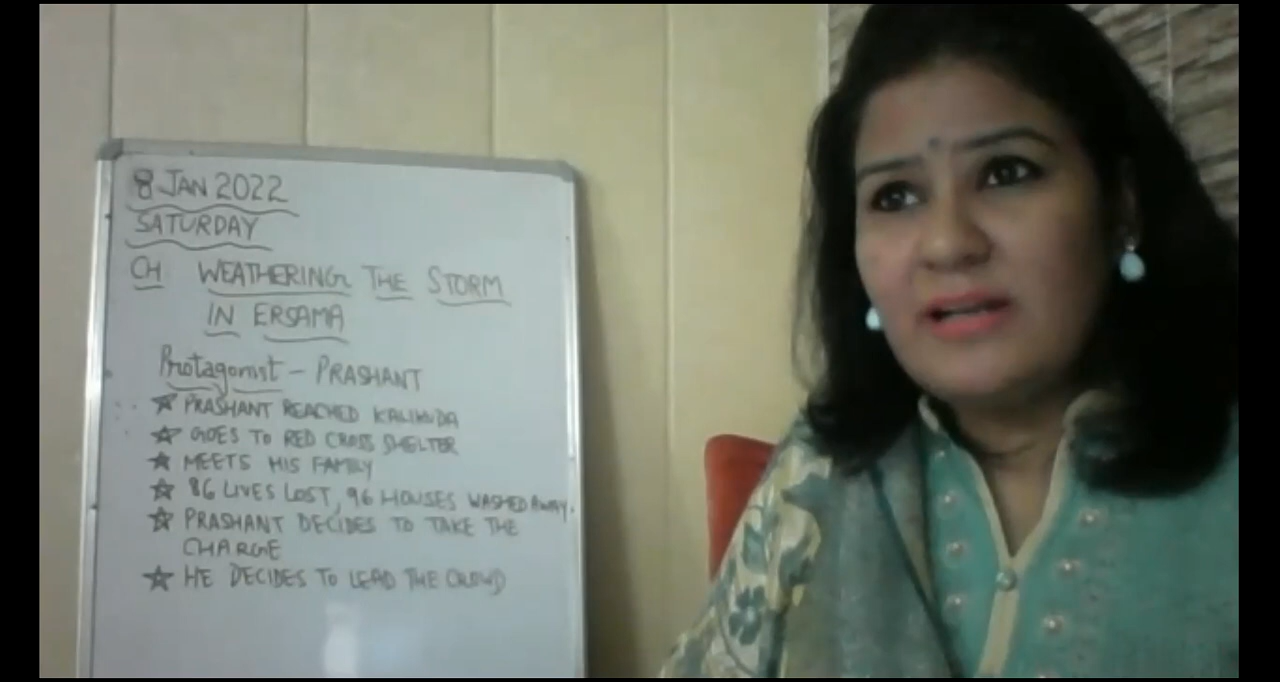 8 JAN 2022
SATURDAY
CH WEATHERING THE STORM
IN ERSAMA
Protagonist - PRASHANT
☆ PRASHANT REACHED KALIKUDA
☆ GOES TO RED CROSS SHELTER
☆ MEETS HIS FAMILY
☆ 86 LIVES LOST, 96 HOUSES WASHED AWAY.
☆ PRASHANT DECIDES TO TAKE THE
CHARGE
☆ HE DECIDES TO LEAD THE CROWD